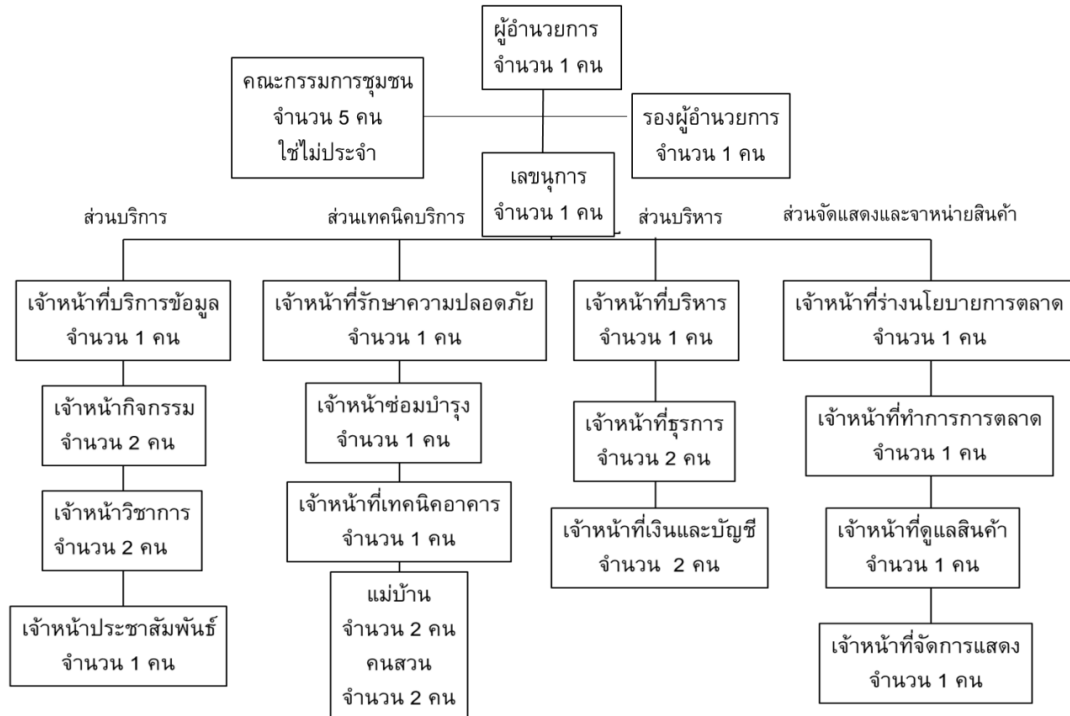 ผู้อำนวยการ
จำนวน 1 คน
คณะกรรมการชุมชน
จำนวน 5 คน
ใช่ไม่ประจำ
รองผู้อำนวยการ
จำนวน 1 คน
เลขนุการ
จำนวน 1 คน
ส่วนบริการ
ส่วนเทคนิคบริการ
ส่วนบริหาร
ส่วนจัดแสดงและจาหน่ายสินค้า
เจ้าหน้าที่บริการข้อมูล
จำนวน 1 คน
เจ้าหน้ากิจกรรม
จำนวน 2 คน
เจ้าหน้าวิชาการ
จำนวน 2 คน
เจ้าหน้าประชาสัมพันธ์
จำนวน 1 คน
เจ้าหน้าที่รักษาความปลอดภัย
จำนวน 1 คน
เจ้าหน้าซ่อมบำรุง
จำนวน 1 คน
เจ้าหน้าที่เทคนิคอาคาร
จำนวน 1 คน
แม่บ้าน
จำนวน 2 คน
คนสวน
จำนวน 2 คน
เจ้าหน้าที่บริหาร
จำนวน 1 คน
เจ้าหน้าที่ธุรการ
จำนวน 2 คน
เจ้าหน้าที่เงินและบัญชี
จำนวน 2 คน
เจ้าหน้าที่ร่างนโยบายการตลาด
จำนวน 1 คน
เจ้าหน้าที่ทำการการตลาด
จำนวน 1 คน
เจ้าหน้าที่ดูแลสินค้า
จำนวน 1 คน
เจ้าหน้าที่จัดการแสดง
จำนวน 1 คน